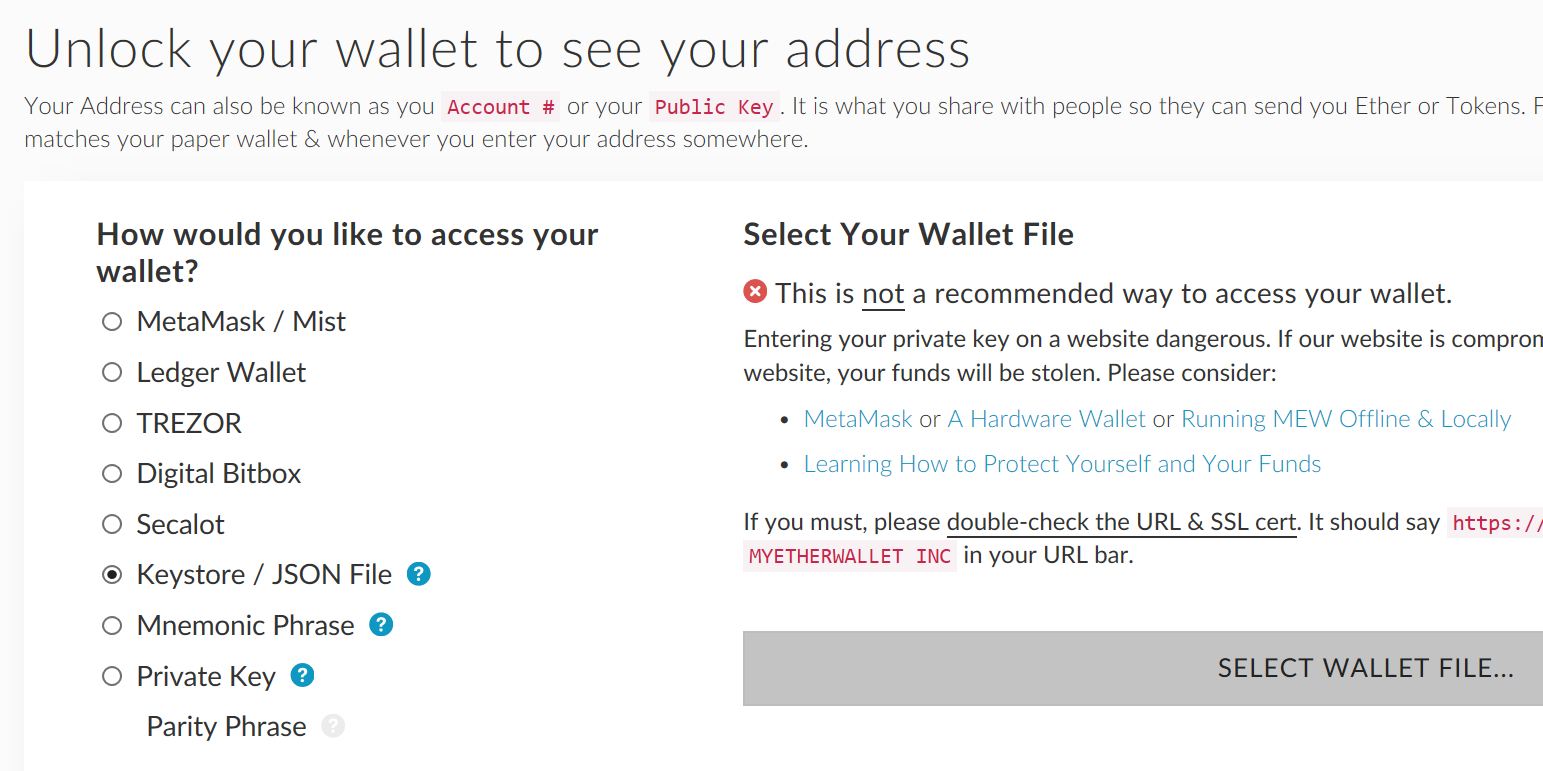 Unlock your wallet to see your address
Your Address can also be known as you Account # or your Public Key. It is what you share with people so they can send you Ether or Tokens.
matches your paper wallet & whenever you enter your address somewhere.
How would you like to access your
wallet?
MetaMask / Mist
Ledger Wallet
TREZOR
Digital Bitbox
Secalot
Keystore / JSON File ?
Mnemonic Phrase ?
Private Key ?
Parity Phrase ?
Select Your Wallet File
This is not a recommended way to access your wallet.
Entering your private key on a website dangerous. If our website is
website, your funds will be stolen. Please consider:
• MetaMask or A Hardware Wallet or Running MEW Offline & Locally
• Learning How to Protect Yourself and Your Funds
If you must, please double-check the URL & SSL cert. It should say https://
MYETHERWALLET INC in your URL bar.
SELECT WALLET FILE...